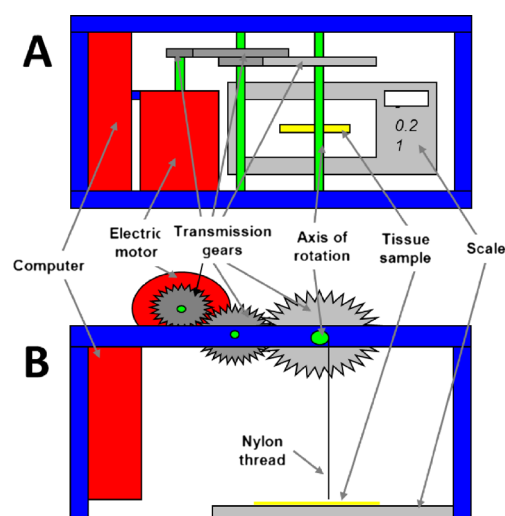 A
0.2
1
Electric
motor
Transmission
gears
Axis of
rotation
Tissue
sample
Scale
Computer
B
Nylon
thread